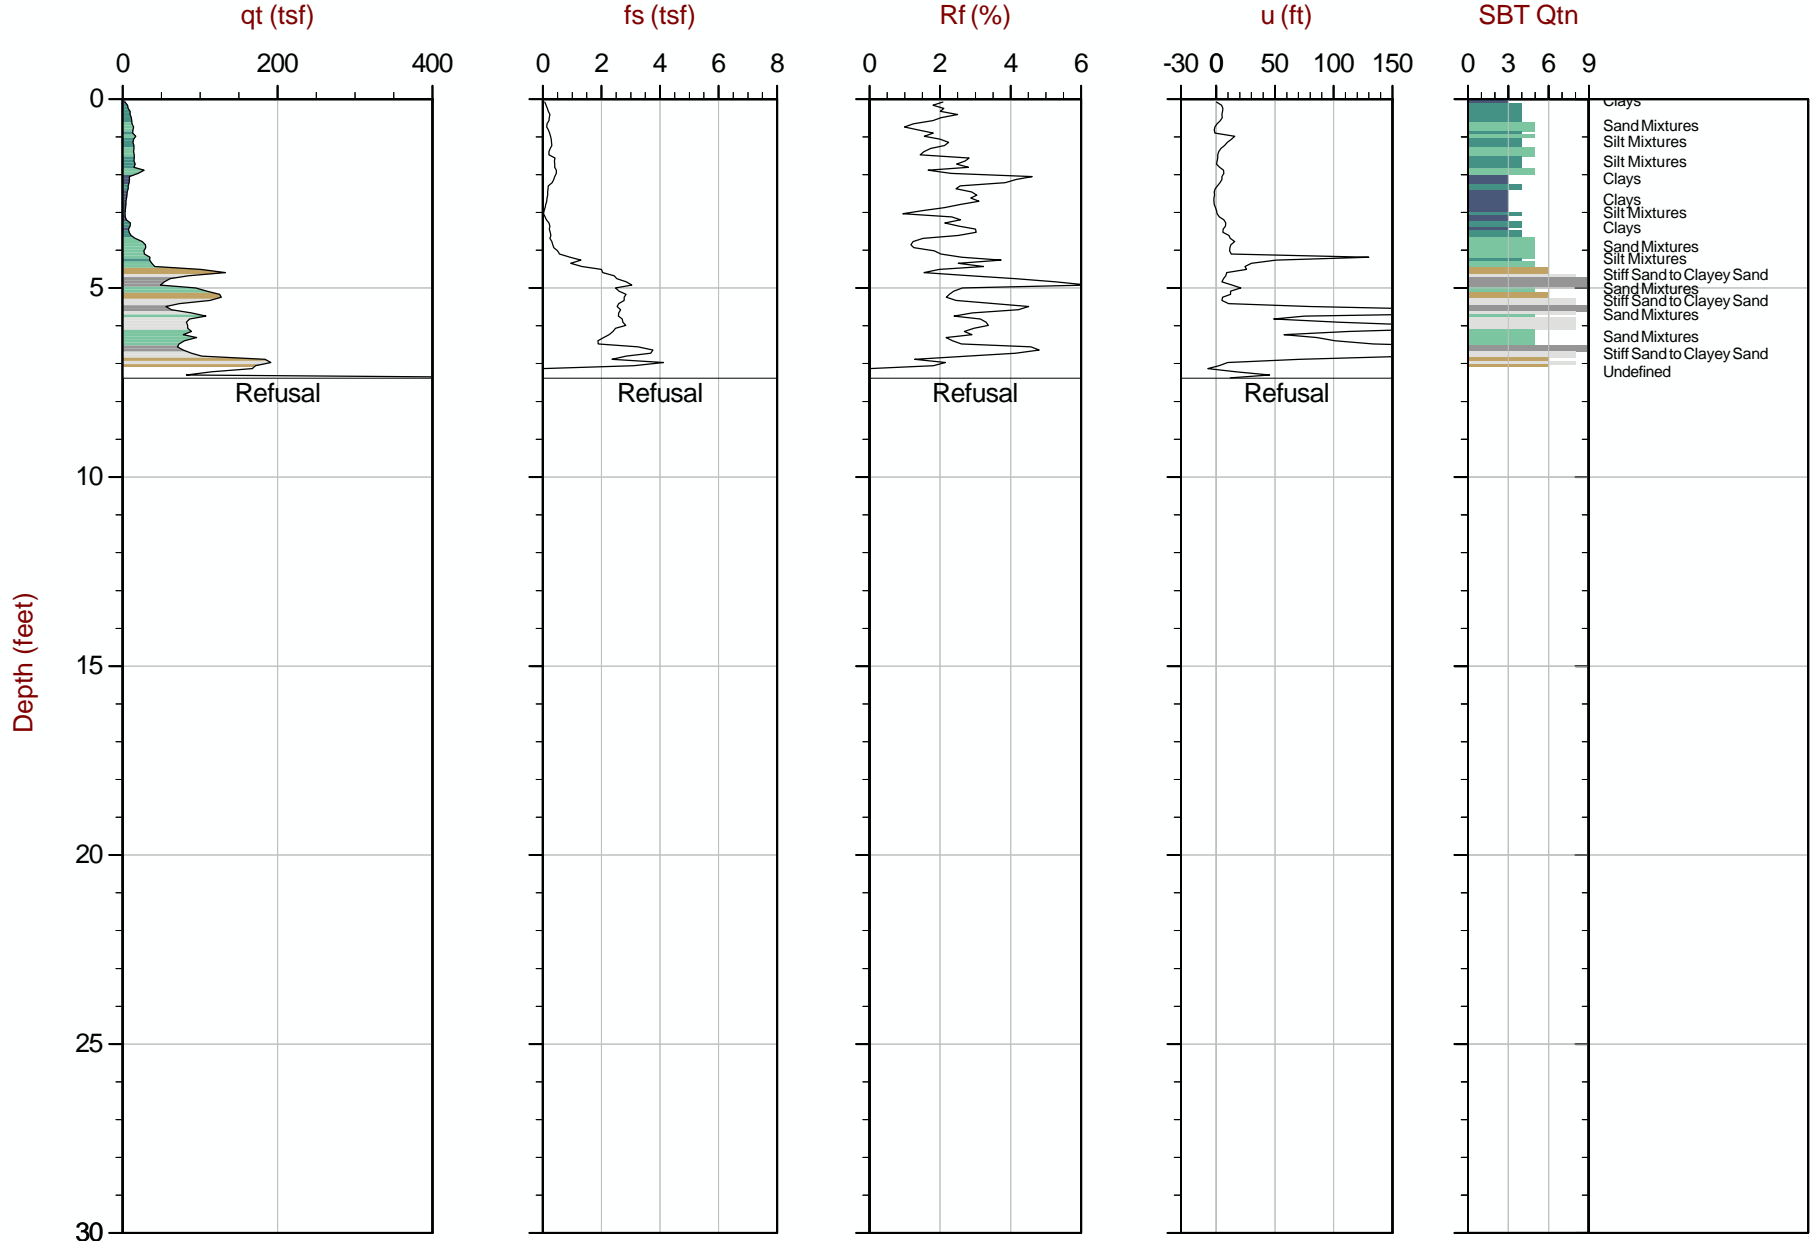 qt (tsf) fs (tsf) Rf (%) u (ft) SBT Qtn
0 200 400 0 2 4 6 8 0 2 4 6 -30 0 50 100 150 0 3 6 9
0
Clays
Sand Mixtures
Silt Mixtures
Silt Mixtures
Clays
Clays
Silt Mixtures
Clays
Sand Mixtures
Silt Mixtures
Stiff Sand to Clayey Sand
5
Sand Mixtures
Stiff Sand to Clayey Sand
Sand Mixtures
Sand Mixtures
Stiff Sand to Clayey Sand
Undefined
Refusal Refusal Refusal Refusal
10
Depth (feet)
15
20
25
30